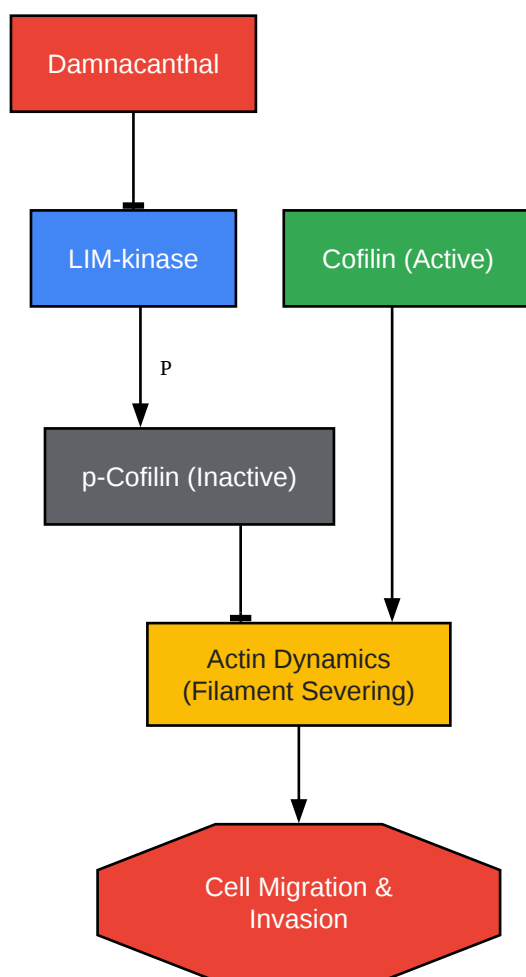 Damnacanthal
LIM-kinase
Cofilin (Active)
P
p-Cofilin (Inactive)
Actin Dynamics
(Filament Severing)
Cell Migration &
Invasion